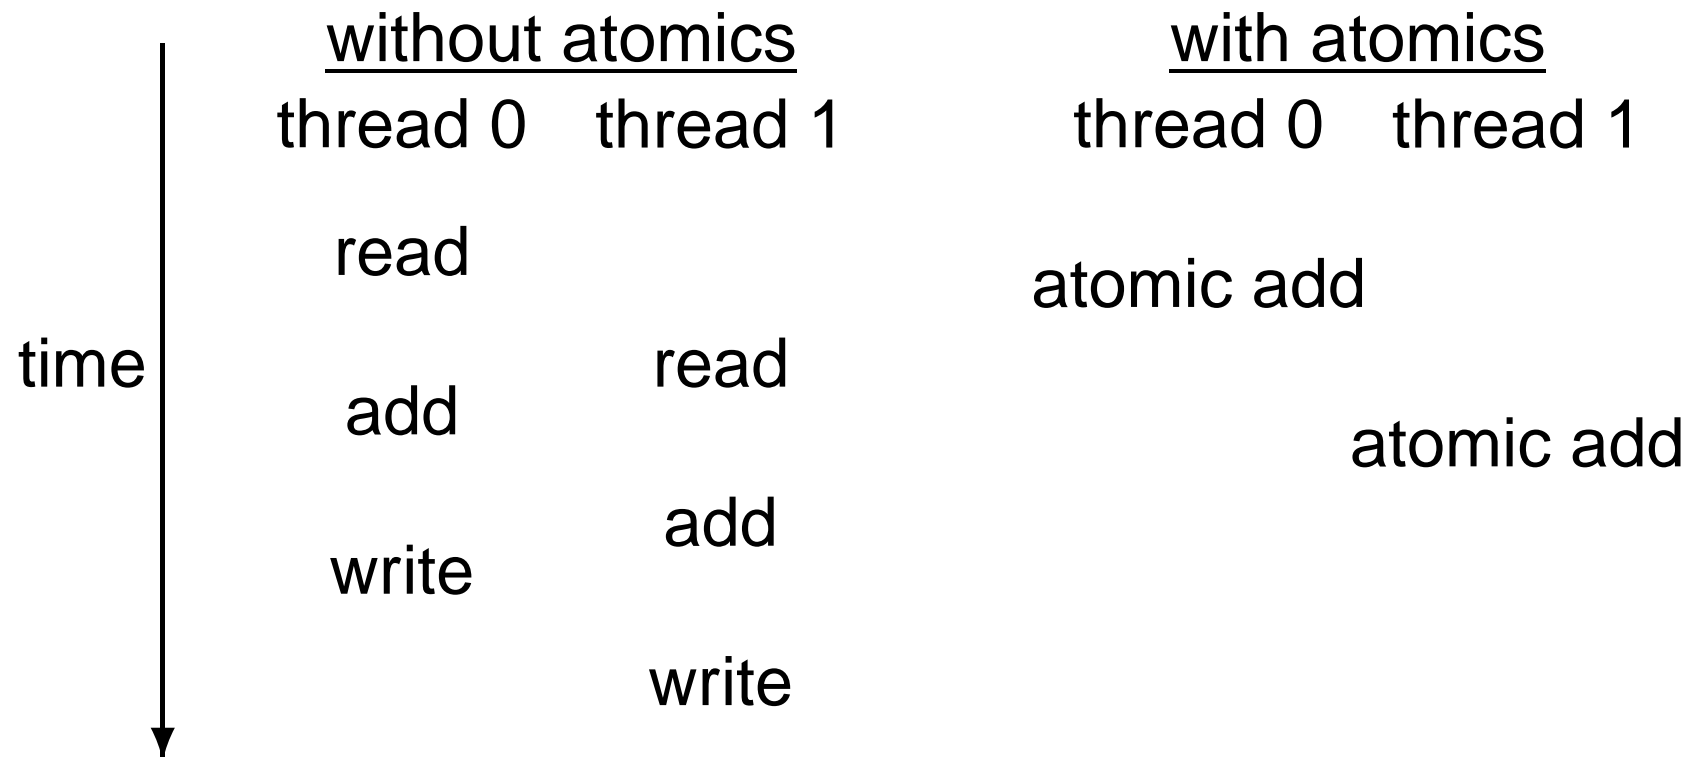 without atomics
with atomics
thread 0 thread 1
thread 0 thread 1
read
atomic add
time
read
add
atomic add
add
write
write